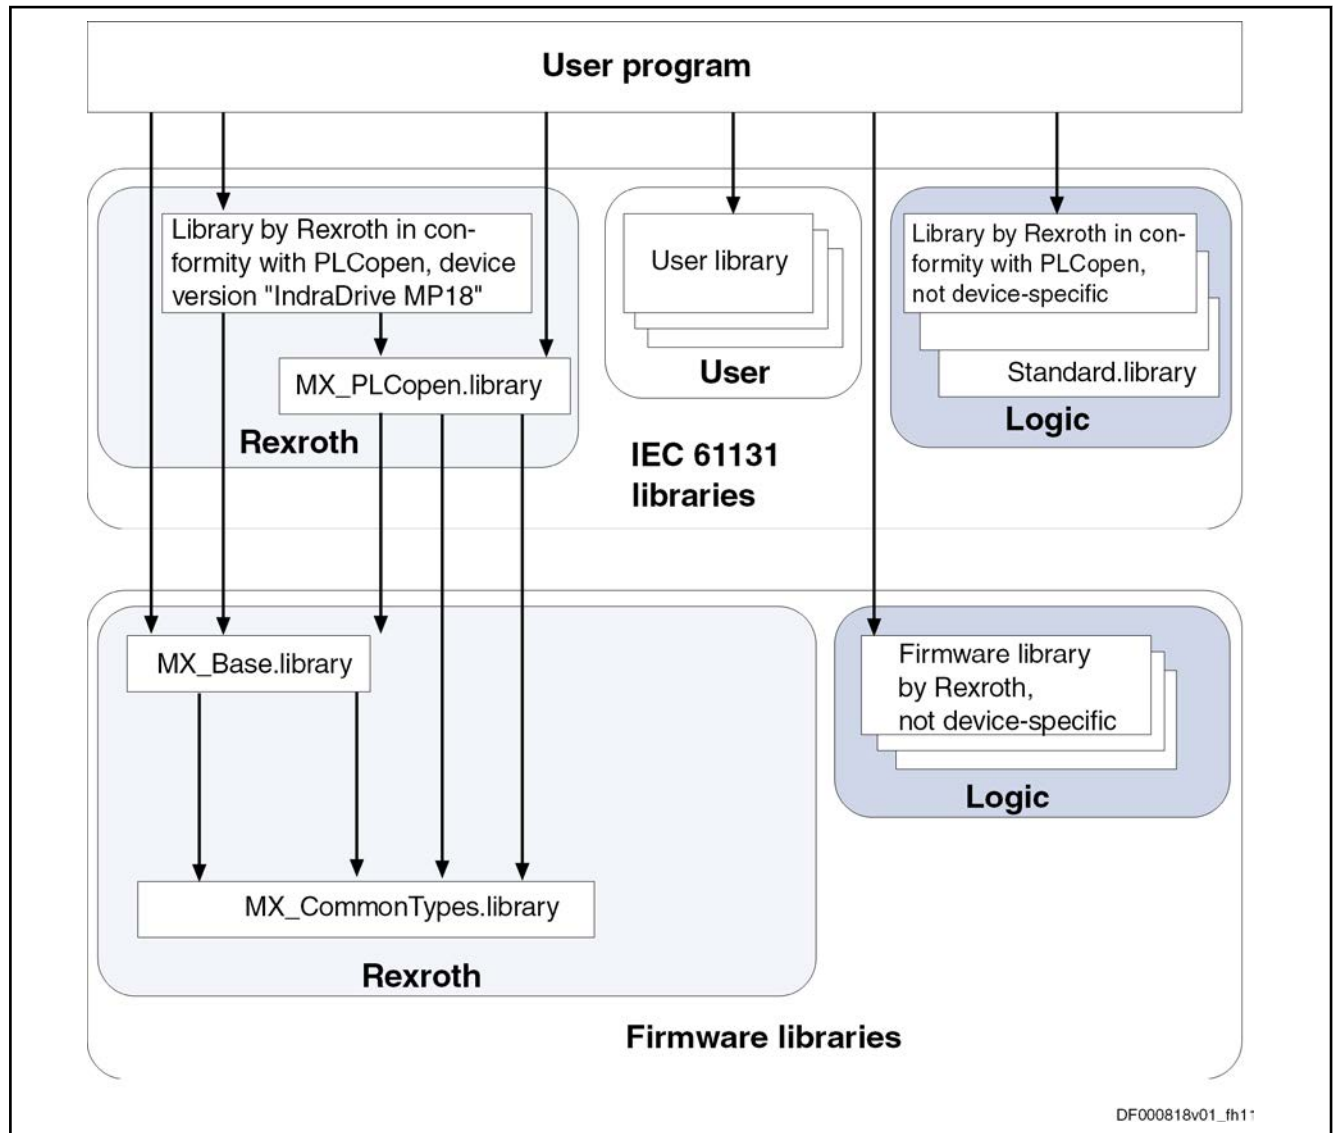 User program
Library by Rexroth in con-
formity with PLCopen, device
version "IndraDrive MP18"
MX_PLCopen.library
Rexroth
User library
User
Library by Rexroth in con-
formity with PLCopen,
not device-specific
Standard.library
Logic
IEC 61131
libraries
MX_Base.library
MX_CommonTypes.library
Rexroth
Firmware library
by Rexroth,
not device-specific
Logic
Firmware libraries
DF000818v01_fh11